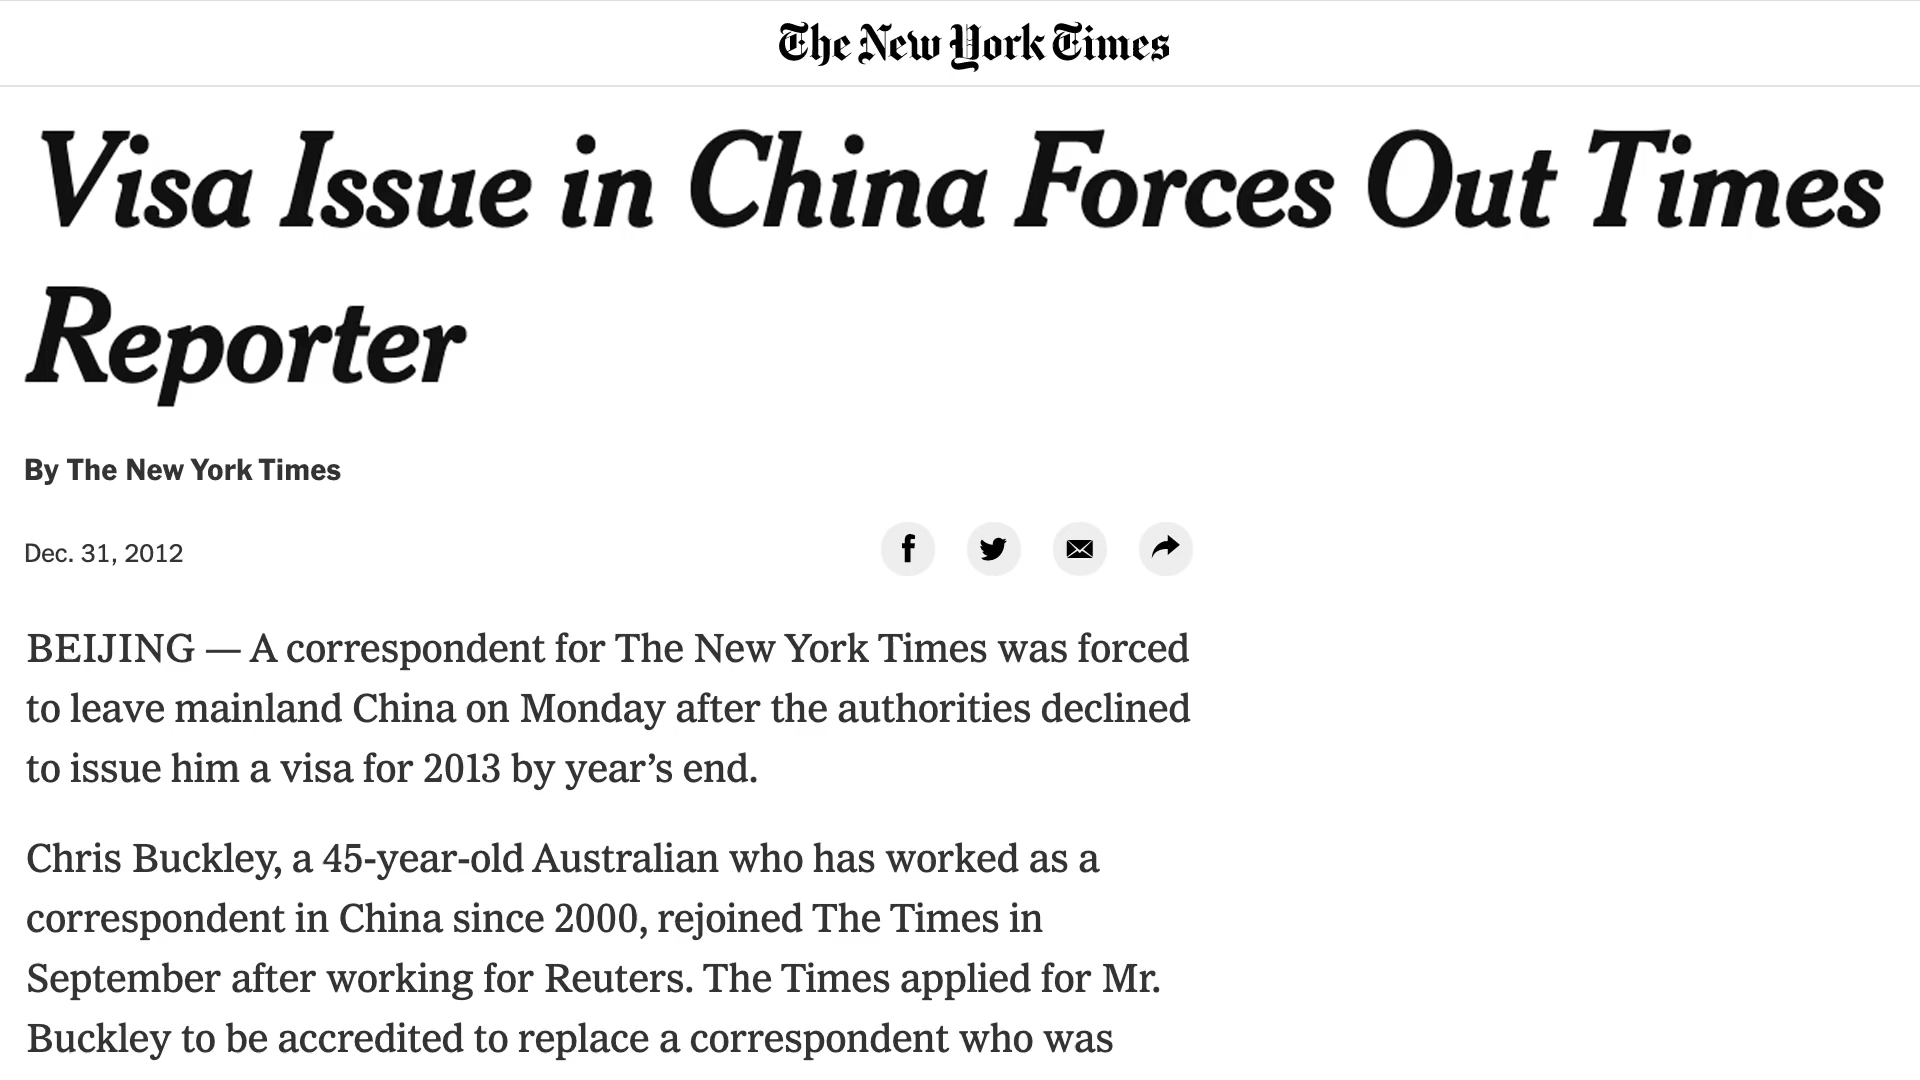 The New York Times
Visa Issue in China Forces Out Times
Reporter
By The New York Times
Dec. 31, 2012
BEIJING — A correspondent for The New York Times was forced
to leave mainland China on Monday after the authorities declined
to issue him a visa for 2013 by year’s end.
Chris Buckley, a 45-year-old Australian who has worked as a
correspondent in China since 2000, rejoined The Times in
September after working for Reuters. The Times applied for Mr.
Buckley to be accredited to replace a correspondent who was